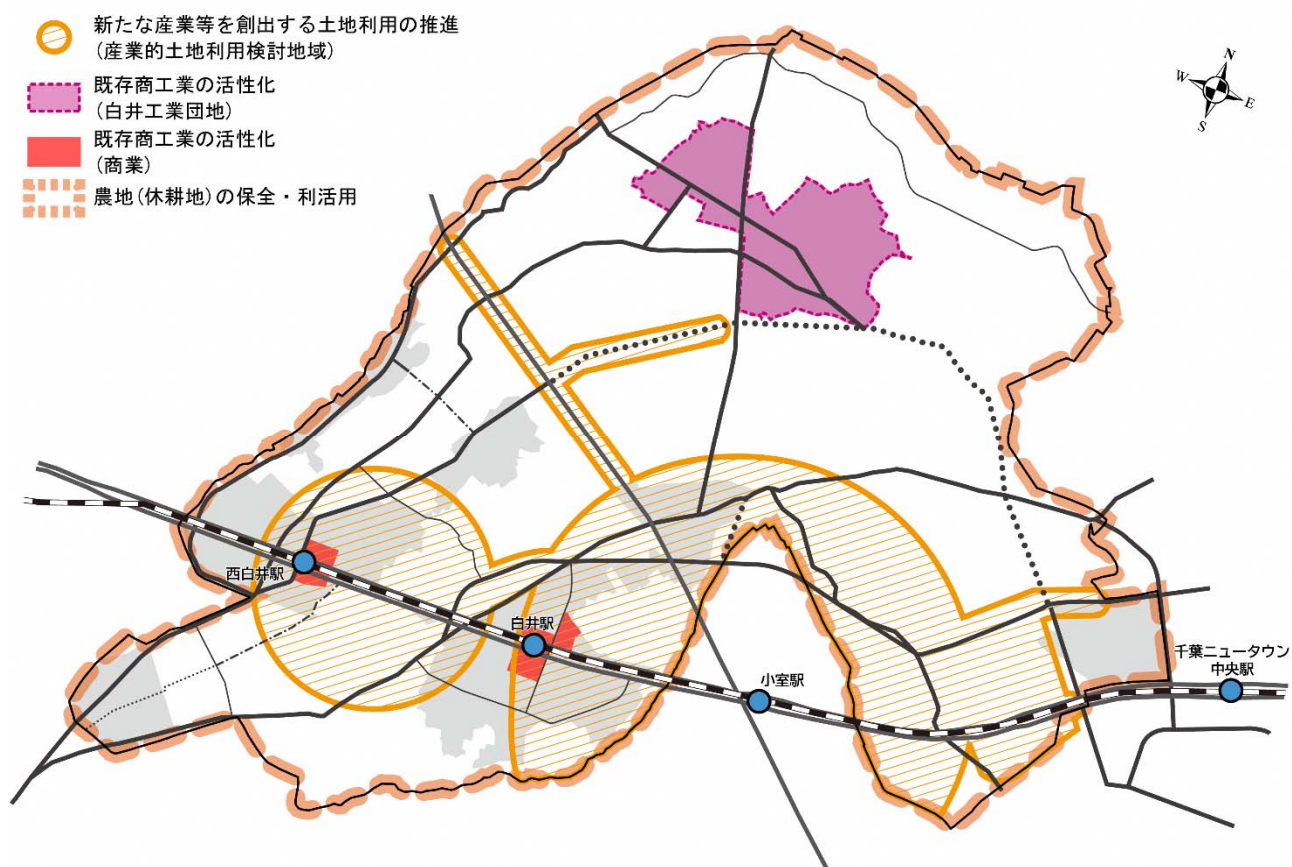 新たな産業等を創出する土地利用の推進
(産業的土地利用検討地域)
既存商工業の活性化
(白井工業団地)
既存商工業の活性化
(商業)
農地(休耕地)の保全・利活用
N
W
E
S
西白井駅
白井駅
小室駅
千葉ニュータウン
中央駅